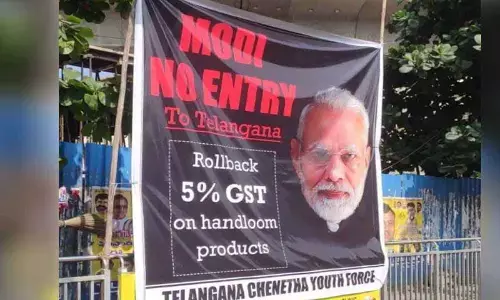 MODI
NO ENTRY
To Telangana
Rollback
5% GST
on handloom
products
TELANGANA CHENETHA YOUTH FORCE